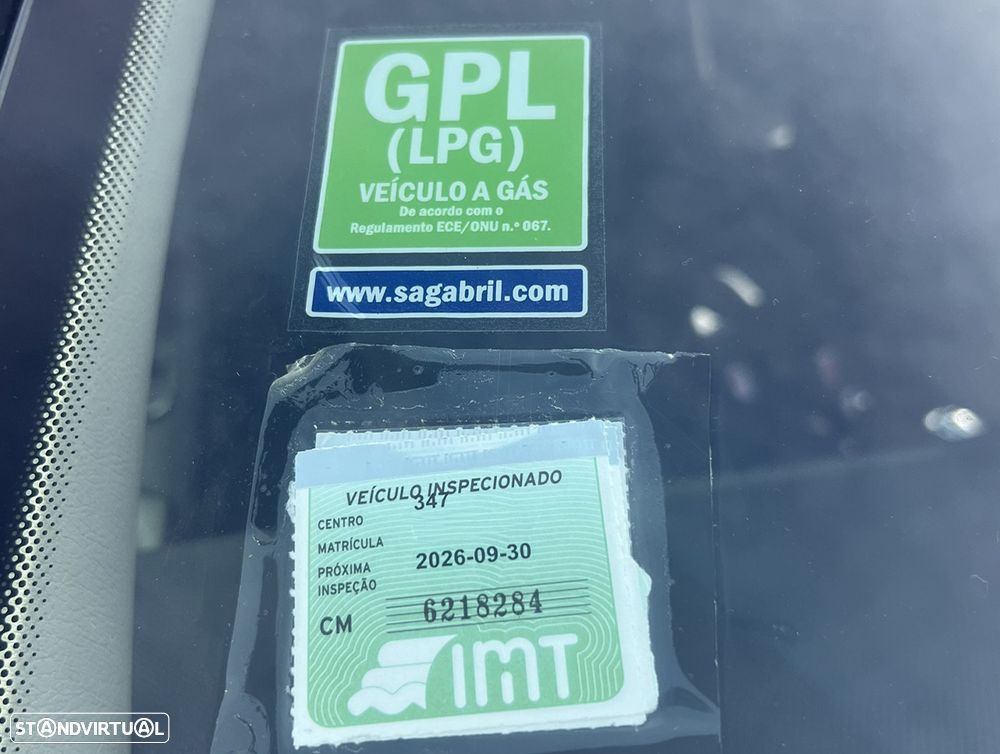 GPL
(LPG)
VEÍCULO A GÁS
De acordo com o
Regulamento ECE/ONU n.º 067.
www.sagabril.com
VEÍCULO INSPECIONADO
CENTRO 347
MATRÍCULA
PRÓXIMA
INSPEÇÃO 2026-09-30
CM 6218284
IMT
STANDVIRTUAL